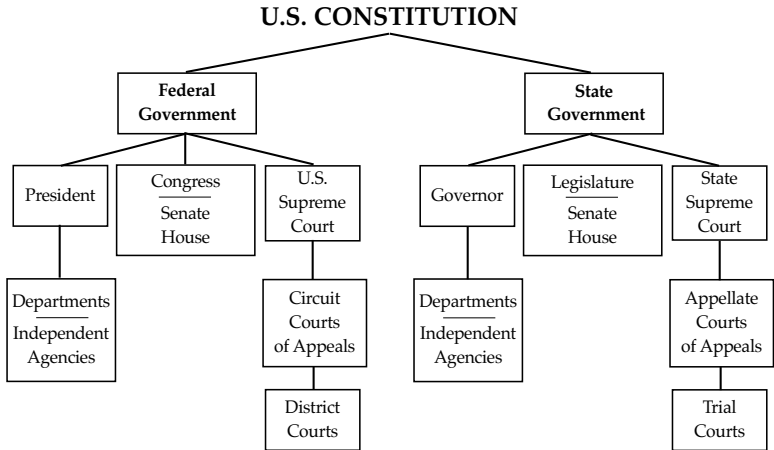 U.S. CONSTITUTION
Federal
Government
State
Government
President
Congress
Senate
House
U.S.
Supreme
Court
Governor
Legislature
Senate
House
State
Supreme
Court
Departments
Independent
Agencies
Circuit
Courts
of Appeals
Departments
Independent
Agencies
Appellate
Courts
of Appeals
District
Courts
Trial
Courts